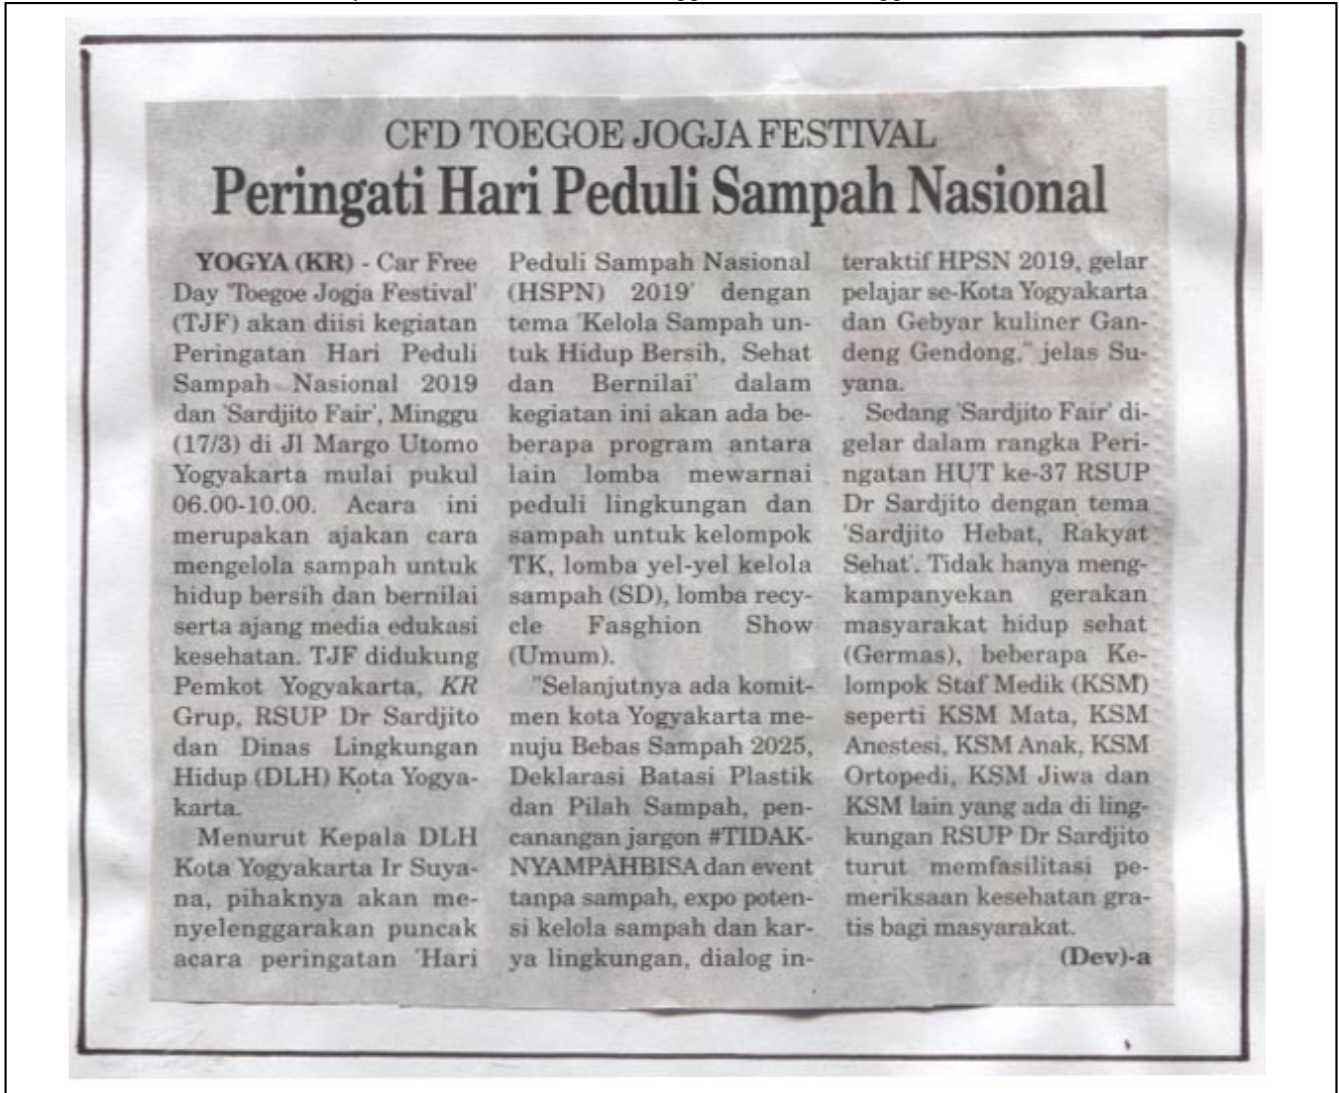 CFD TOEGOE JOGJA FESTIVAL
Peringati Hari Peduli Sampah Nasional
YOGYA (KR) - Car Free
Day 'Toegoe Jogja Festival'
(TJF) akan diisi kegiatan
Peringatan Hari Peduli
Sampah Nasional 2019
dan 'Sardjito Fair', Minggu
(17/3) di Jl Margo Utomo
Yogyakarta mulai pukul
06.00-10.00. Acara ini
merupakan ajakan cara
mengelola sampah untuk
hidup bersih dan bernilai
serta ajang media edukasi
kesehatan. TJF didukung
Pemkot Yogyakarta, KR
Grup, RSUP Dr Sardjito
dan Dinas Lingkungan
Hidup (DLH) Kota Yogya-
karta.
Menurut Kepala DLH
Kota Yogyakarta Ir Suya-
na, pihaknya akan me-
nyelenggarakan puncak
acara peringatan 'Hari
Peduli Sampah Nasional
(HSPN) 2019' dengan
tema 'Kelola Sampah un-
tuk Hidup Bersih, Sehat
dan Bernilai' dalam
kegiatan ini akan ada be-
berapa program antara
lain lomba mewarnai
peduli lingkungan dan
sampah untuk kelompok
TK, lomba yel-yel kelola
sampah (SD), lomba recy-
cle Fasghion Show
(Umum).
"Selanjutnya ada komit-
men kota Yogyakarta me-
nuju Bebas Sampah 2025,
Deklarasi Batasi Plastik
dan Pilah Sampah, pen-
canangan jargon #TIDAK-
NYAMPAHBISA dan event
tanpa sampah, expo poten-
si kelola sampah dan kar-
ya lingkungan, dialog in-
teraktif HPSN 2019, gelar
pelajar se-Kota Yogyakarta
dan Gebyar kuliner Gan-
deng Gendong," jelas Su-
yana.
Sedang 'Sardjito Fair' di-
gelar dalam rangka Peri-
ngatan HUT ke-37 RSUP
Dr Sardjito dengan tema
'Sardjito Hebat, Rakyat
Sehat'. Tidak hanya meng-
kampanyekan gerakan
masyarakat hidup sehat
(Germas), beberapa Ke-
lompok Staf Medik (KSM)
seperti KSM Mata, KSM
Anestesi, KSM Anak, KSM
Ortopedi, KSM Jiwa dan
KSM lain yang ada di ling-
kungan RSUP Dr Sardjito
turut memfasilitasi pe-
meriksaan kesehatan gra-
tis bagi masyarakat.
(Dev)-a